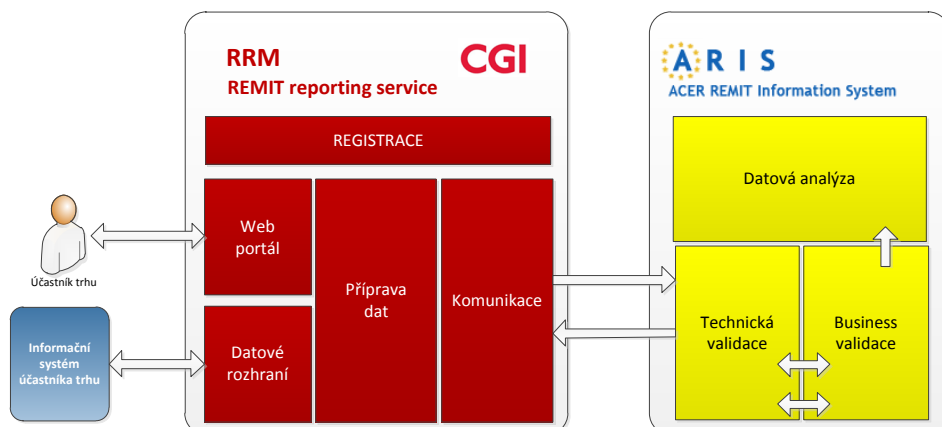 RRM
CGI
REMIT reporting service
ARIS
ACER REMIT Information System
REGISTRACE
Datová analýza
Web
portál
Účastník trhu
Příprava
dat
Komunikace
Technická
validace
Business
validace
Informační
systém
účastníka trhu
Datové
rozhraní